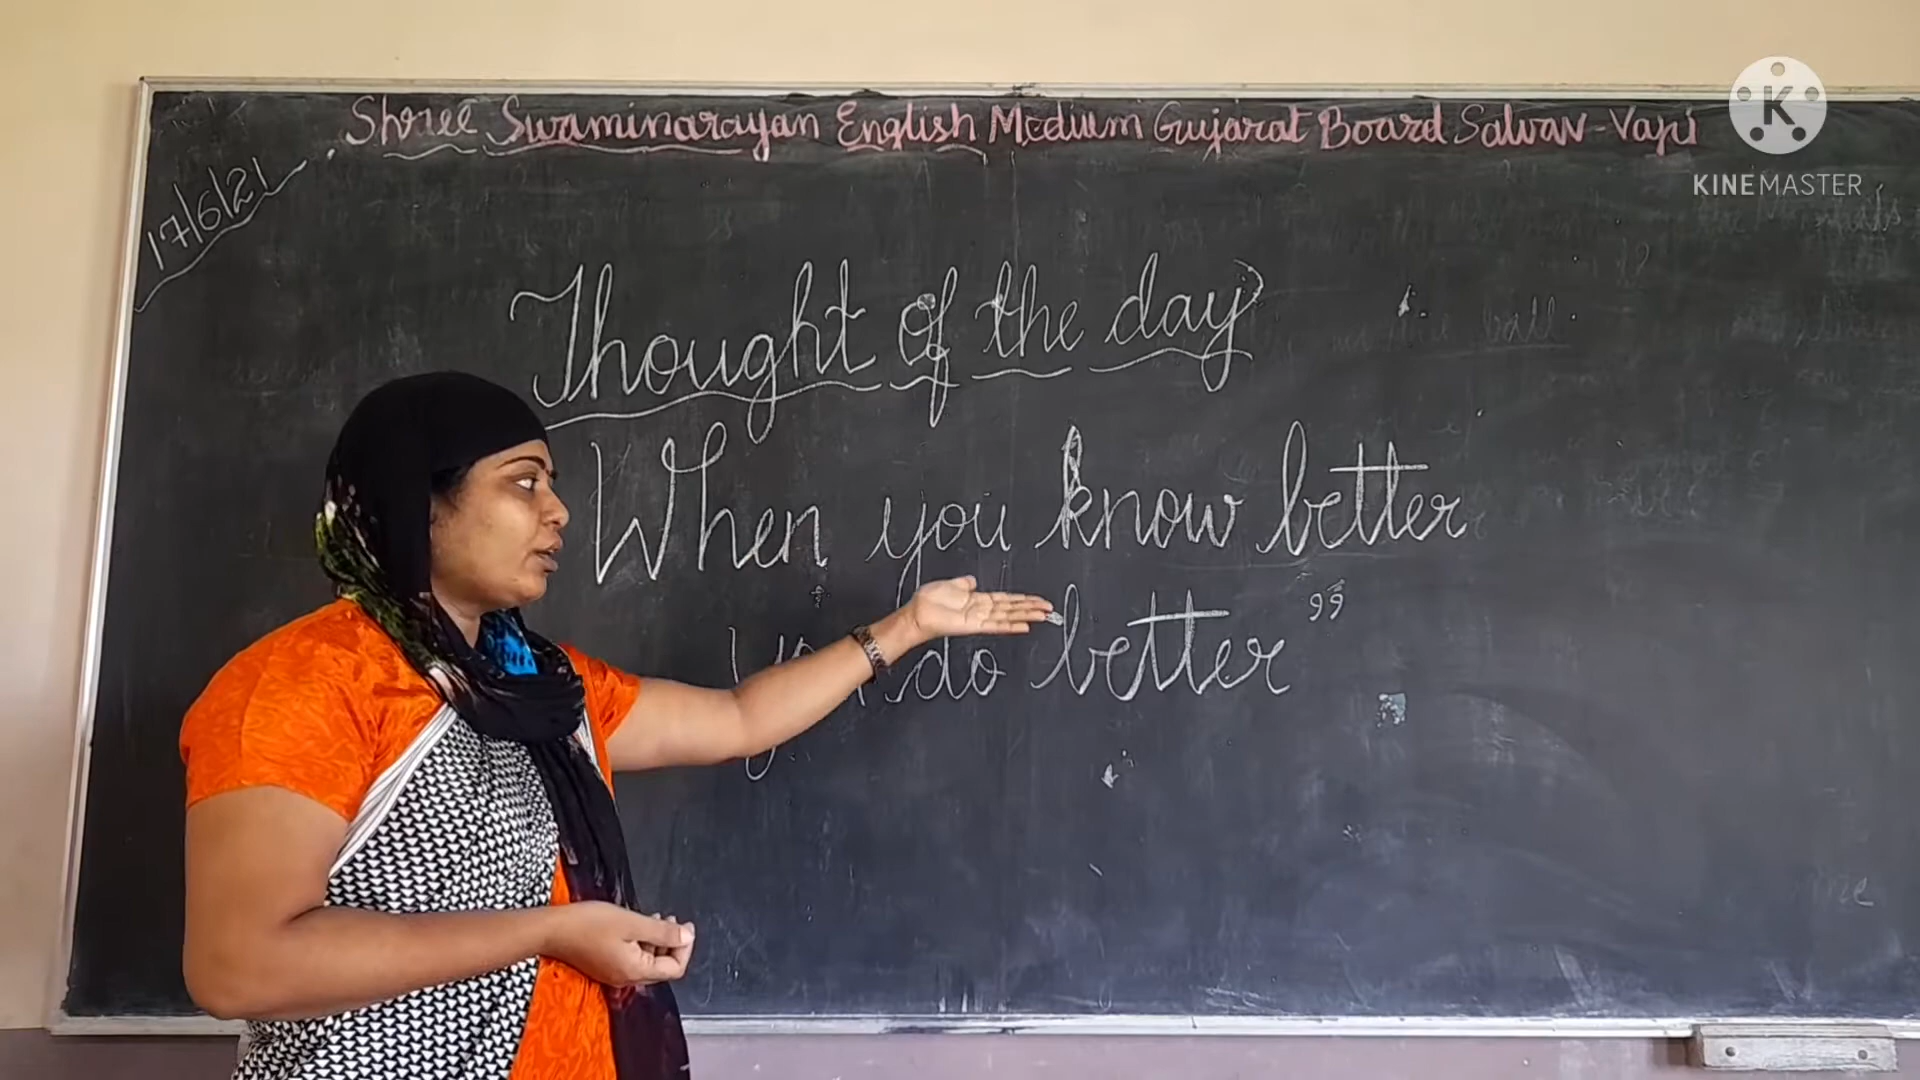 Shree Swaminarayan English Medium Gujarat Board Salvav-Vapi
KINEMASTER
17/6/21
Thought of the day
When you know better
do better ”